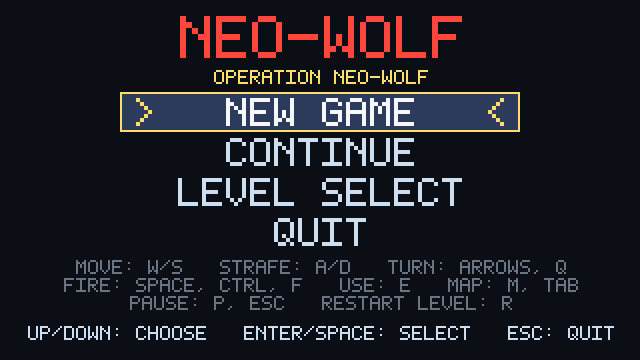 NEO-WOLF
OPERATION NEO-WOLF
> NEW GAME <
CONTINUE
LEVEL SELECT
QUIT
MOVE: W/S STRAFE: A/D TURN: ARROWS, Q
FIRE: SPACE, CTRL, F USE: E MAP: M, TAB
PAUSE: P, ESC RESTART LEVEL: R
UP/DOWN: CHOOSE ENTER/SPACE: SELECT ESC: QUIT